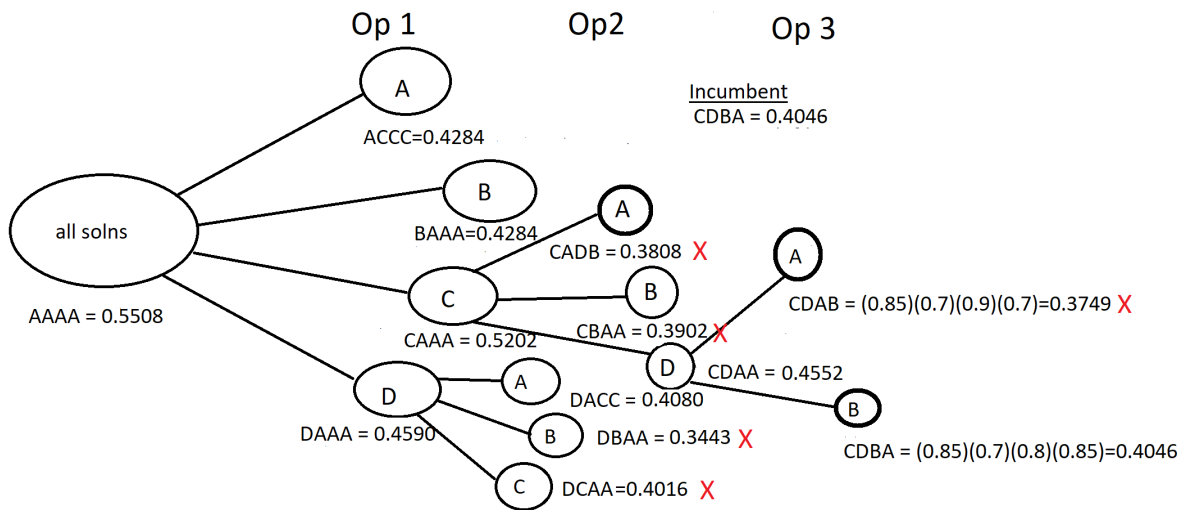 Op 1
Op2
Op 3
A
Incumbent
CDBA = 0.4046
ACCC=0.4284
B
BAAA=0.4284
all solns
AAAA = 0.5508
A
CADB = 0.3808 X
A
CDAB = (0.85)(0.7)(0.9)(0.7)=0.3749 X
C
CAAA = 0.5202
B
CBAA = 0.3902 X
D
CDAA = 0.4552
B
CDBA = (0.85)(0.7)(0.8)(0.85)=0.4046
D
DAAA = 0.4590
A
DACC = 0.4080
B
DBAA = 0.3443 X
C
DCAA=0.4016 X